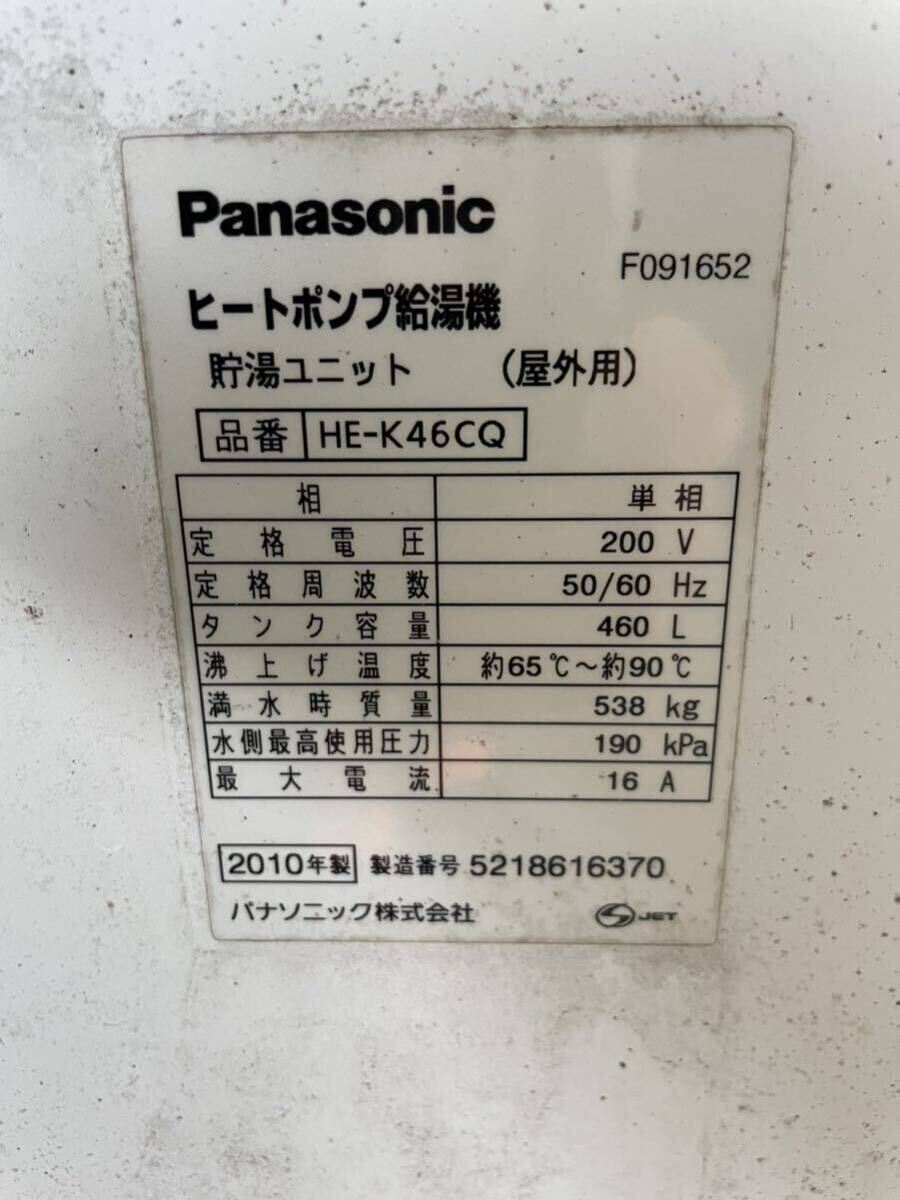 Panasonic
F091652
ヒートポンプ給湯機
貯湯ユニット (屋外用)
品番 HE-K46CQ
相 単相
定格電圧 200 V
定格周波数 50/60 Hz
タンク容量 460 L
沸上げ温度 約65℃～約90℃
満水時質量 538 kg
水側最高使用圧力 190 kPa
最大電流 16 A
2010年製 製造番号 5218616370
パナソニック株式会社 S JET